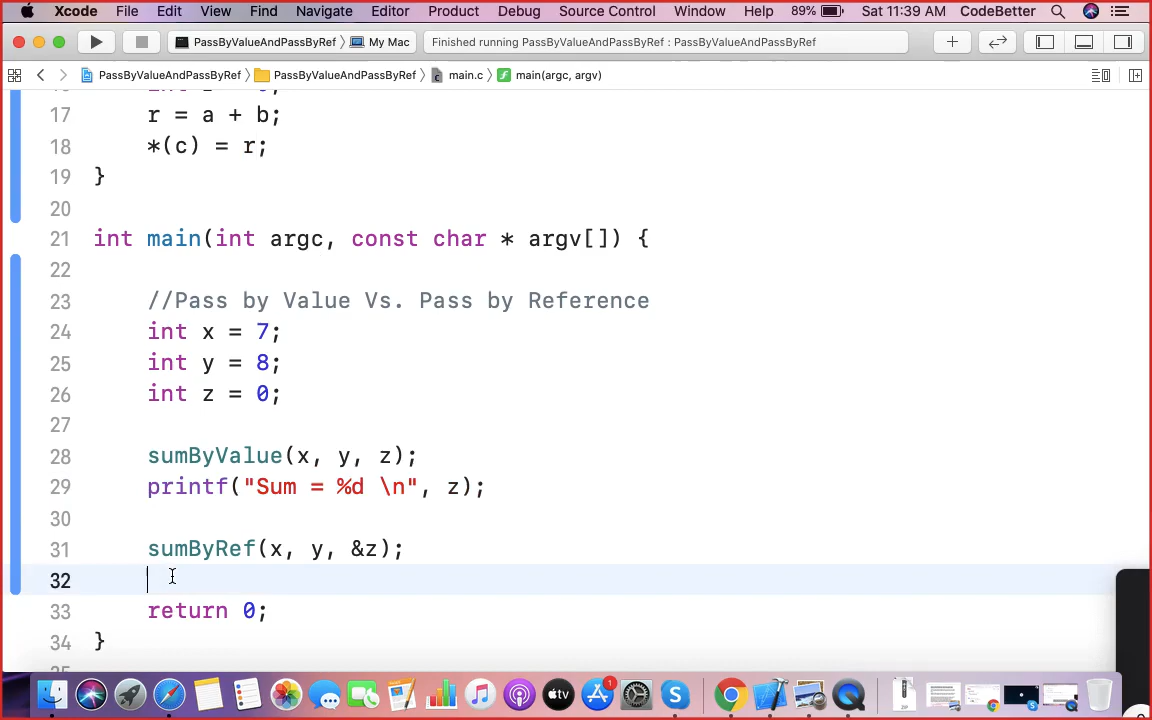 Xcode File Edit View Find Navigate Editor Product Debug Source Control Window Help 89% Sat 11:39 AM CodeBetter
PassByValueAndPassByRef 〉 My Mac Finished running PassByValueAndPassByRef : PassByValueAndPassByRef
PassByValueAndPassByRef 〉 PassByValueAndPassByRef 〉 main.c 〉 main(argc, argv)
17 r = a + b;
18 *(c) = r;
19 }
20
21 int main(int argc, const char * argv[]) {
22
23 //Pass by Value Vs. Pass by Reference
24 int x = 7;
25 int y = 8;
26 int z = 0;
27
28 sumByValue(x, y, z);
29 printf("Sum = %d \n", z);
30
31 sumByRef(x, y, &z);
32
33 return 0;
34 }
tv
1